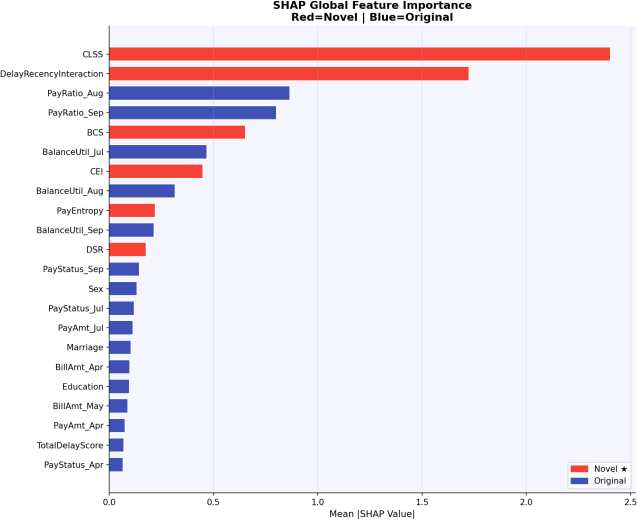 SHAP Global Feature Importance
Red=Novel | Blue=Original
CLSS
DelayRecencyInteraction
PayRatio_Aug
PayRatio_Sep
BCS
BalanceUtil_Jul
CEI
BalanceUtil_Aug
PayEntropy
BalanceUtil_Sep
DSR
PayStatus_Sep
Sex
PayStatus_Jul
PayAmt_Jul
Marriage
BillAmt_Apr
Education
BillAmt_May
PayAmt_Apr
TotalDelayScore
PayStatus_Apr
Novel ★
Original
0.0 0.5 1.0 1.5 2.0 2.5
Mean |SHAP Value|